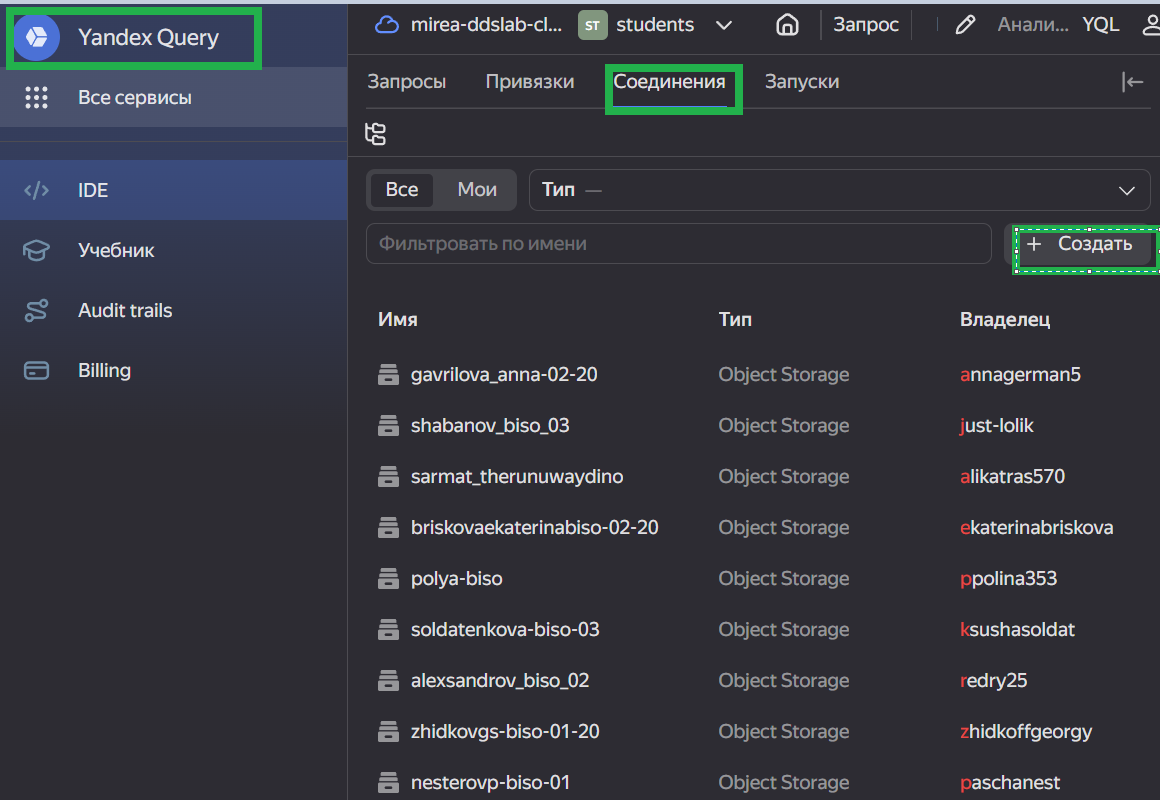 Yandex Query
Все сервисы
IDE
Учебник
Audit trails
Billing
mirea-ddslab-cl... ST students Запрос Анали... YQL
Запросы Привязки Соединения Запуски
Все Мои Тип —
Фильтровать по имени + Создать
Имя Тип Владелец
gavrilova_anna-02-20 Object Storage annagerman5
shabanov_biso_03 Object Storage just-lolik
sarmat_therunuwaydino Object Storage alikatras570
briskovaekaterinabiso-02-20 Object Storage ekaterinabriskova
polya-biso Object Storage ppolina353
soldatenkova-biso-03 Object Storage ksushasoldat
alexsandrov_biso_02 Object Storage redry25
zhidkovgs-biso-01-20 Object Storage zhidkoffgeorgy
nesterovp-biso-01 Object Storage paschanest